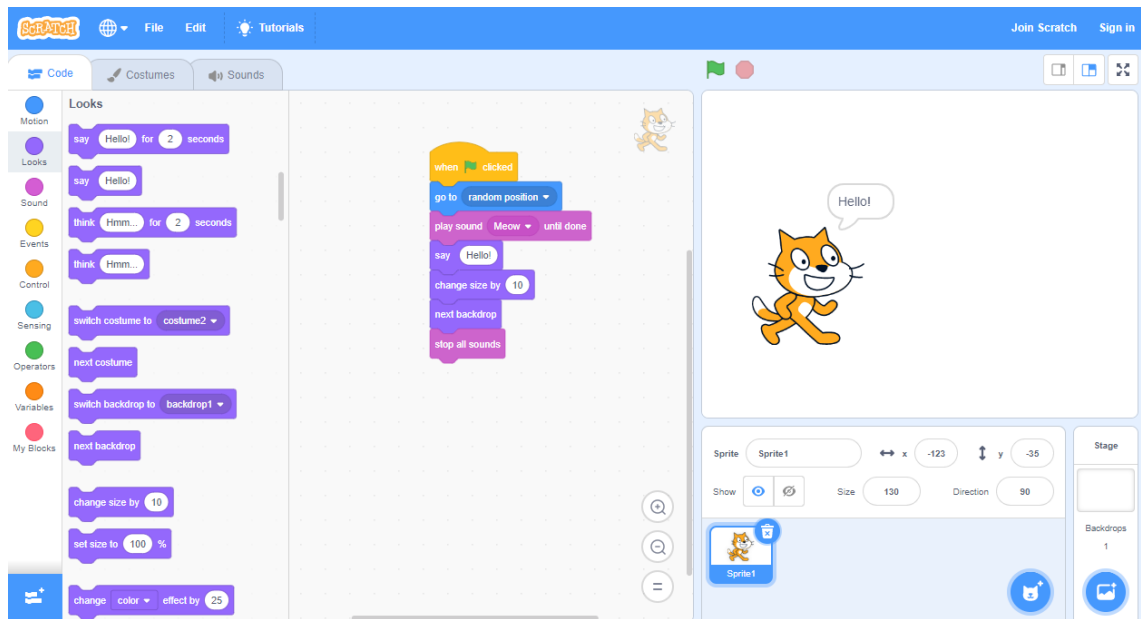 SCRATCH File Edit Tutorials Join Scratch Sign in
Code Costumes Sounds
Motion
Looks
Sound
Events
Control
Sensing
Operators
Variables
My Blocks
Looks
say Hello! for 2 seconds
say Hello!
think Hmm... for 2 seconds
think Hmm...
switch costume to costume2
next costume
switch backdrop to backdrop1
next backdrop
change size by 10
set size to 100 %
change color effect by 25
when clicked
go to random position
play sound Meow until done
say Hello!
change size by 10
next backdrop
stop all sounds
Hello!
Sprite Sprite1 x -123 y -35
Show Size 130 Direction 90
Sprite1
Stage
Backdrops
1